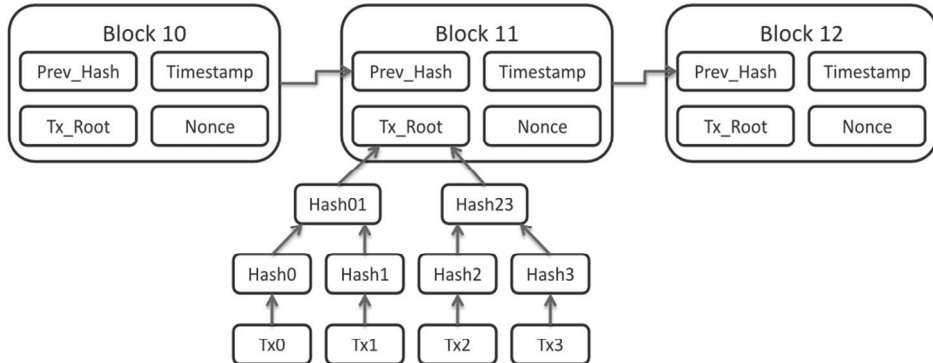 Block 10
Block 11
Block 12
Prev_Hash
Timestamp
Prev_Hash
Timestamp
Prev_Hash
Timestamp
Tx_Root
Nonce
Tx_Root
Nonce
Tx_Root
Nonce
Hash01
Hash23
Hash0
Hash1
Hash2
Hash3
Tx0
Tx1
Tx2
Tx3